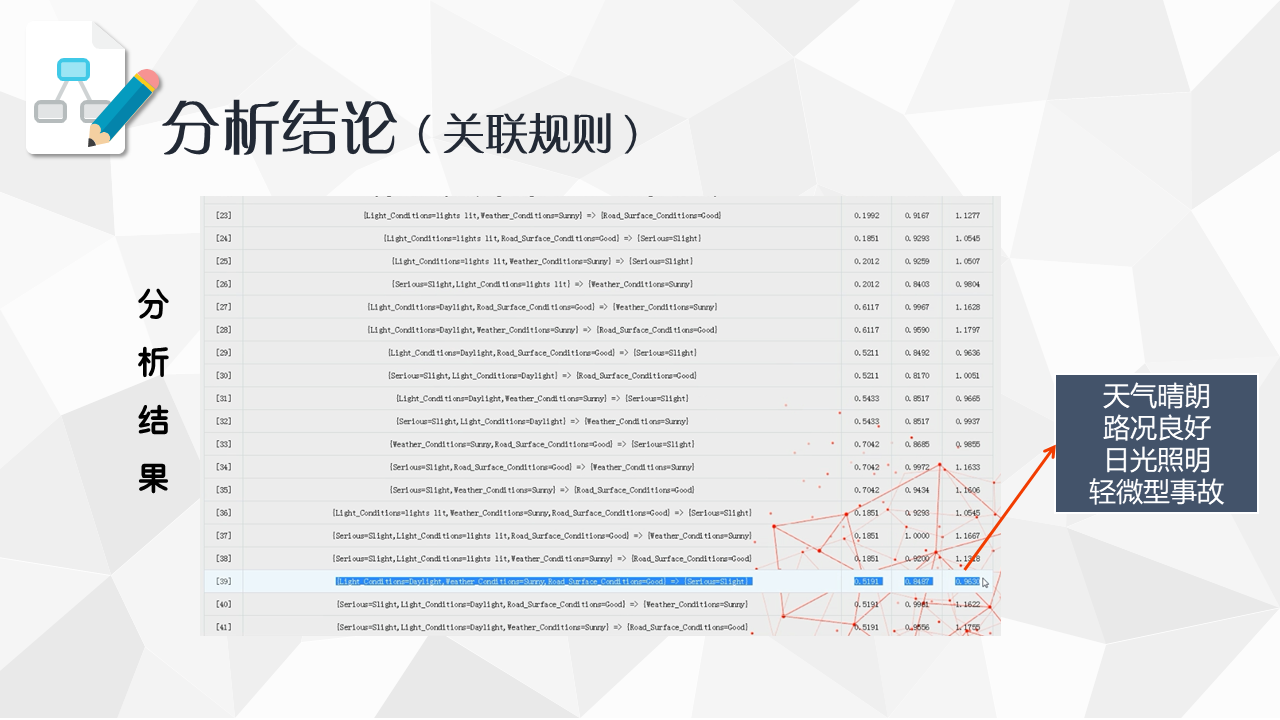 分析结论（关联规则）
分
析
结
果
[23] {Light_Conditions=lights lit,Weather_Conditions=Sunny} => {Road_Surface_Conditions=Good} 0.1992 0.9167 1.1277
[24] {Light_Conditions=lights lit,Road_Surface_Conditions=Good} => {Serious=Slight} 0.1851 0.9293 1.0545
[25] {Light_Conditions=lights lit,Weather_Conditions=Sunny} => {Serious=Slight} 0.2012 0.9259 1.0507
[26] {Serious=Slight,Light_Conditions=lights lit} => {Weather_Conditions=Sunny} 0.2012 0.8403 0.9804
[27] {Light_Conditions=Daylight,Road_Surface_Conditions=Good} => {Weather_Conditions=Sunny} 0.6117 0.9967 1.1628
[28] {Light_Conditions=Daylight,Weather_Conditions=Sunny} => {Road_Surface_Conditions=Good} 0.6117 0.9590 1.1797
[29] {Light_Conditions=Daylight,Road_Surface_Conditions=Good} => {Serious=Slight} 0.5211 0.8492 0.9636
[30] {Serious=Slight,Light_Conditions=Daylight} => {Road_Surface_Conditions=Good} 0.5211 0.8170 1.0051
[31] {Light_Conditions=Daylight,Weather_Conditions=Sunny} => {Serious=Slight} 0.5433 0.8517 0.9665
[32] {Serious=Slight,Light_Conditions=Daylight} => {Weather_Conditions=Sunny} 0.5433 0.8517 0.9937
[33] {Weather_Conditions=Sunny,Road_Surface_Conditions=Good} => {Serious=Slight} 0.7042 0.8685 0.9855
[34] {Serious=Slight,Road_Surface_Conditions=Good} => {Weather_Conditions=Sunny} 0.7042 0.9972 1.1633
[35] {Serious=Slight,Weather_Conditions=Sunny} => {Road_Surface_Conditions=Good} 0.7042 0.9434 1.1606
[36] {Light_Conditions=lights lit,Weather_Conditions=Sunny,Road_Surface_Conditions=Good} => {Serious=Slight} 0.1851 0.9293 1.0545
[37] {Serious=Slight,Light_Conditions=lights lit,Road_Surface_Conditions=Good} => {Weather_Conditions=Sunny} 0.1851 1.0000 1.1667
[38] {Serious=Slight,Light_Conditions=lights lit,Weather_Conditions=Sunny} => {Road_Surface_Conditions=Good} 0.1851 0.9200 1.1318
[39] {Light_Conditions=Daylight,Weather_Conditions=Sunny,Road_Surface_Conditions=Good} => {Serious=Slight} 0.5191 0.8487 0.9630
[40] {Serious=Slight,Light_Conditions=Daylight,Road_Surface_Conditions=Good} => {Weather_Conditions=Sunny} 0.5191 0.9961 1.1622
[41] {Serious=Slight,Light_Conditions=Daylight,Weather_Conditions=Sunny} => {Road_Surface_Conditions=Good} 0.5191 0.9556 1.1755
天气晴朗
路况良好
日光照明
轻微型事故